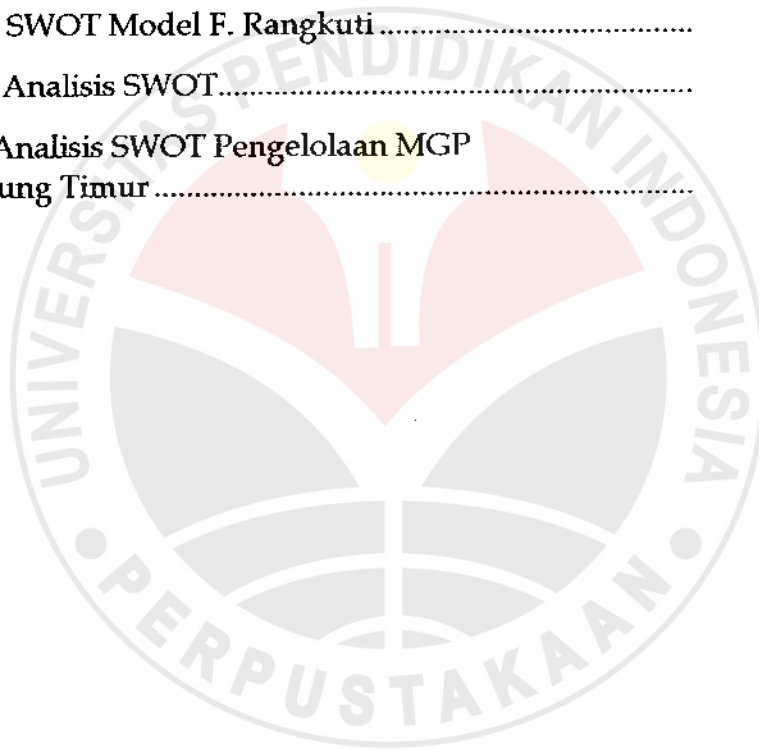 SWOT Model F. Rangkuti ........................................
Analisis SWOT.............................................................
Analisis SWOT Pengelolaan MGP
ung Timur .....................................................................
UNIVERSITAS PENDIDIKAN INDONESIA
PERPUSTAKAAN